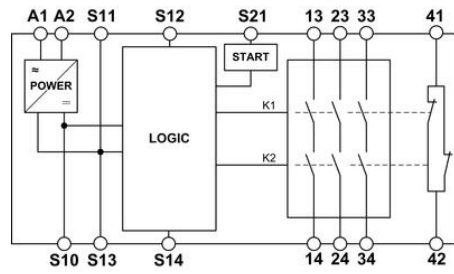 A1 A2 S11 S12 S21 13 23 33 41
START
≈
POWER
K1
LOGIC
K2
S10 S13 S14 14 24 34 42